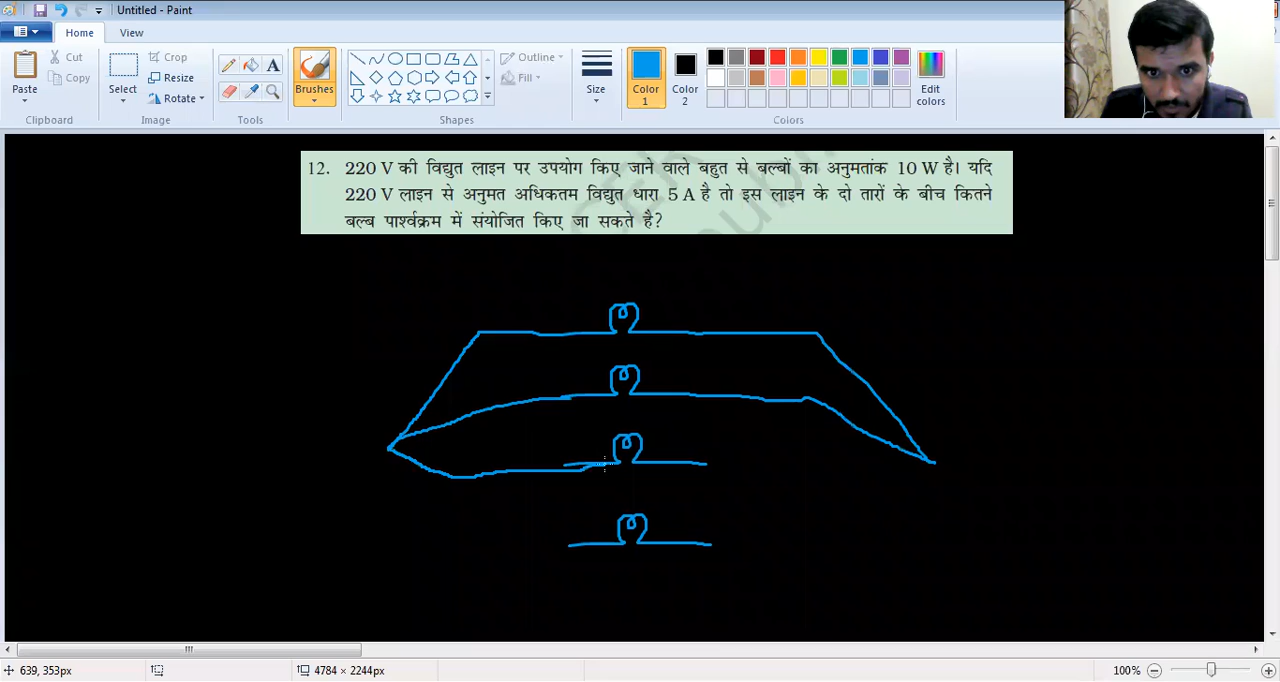 Untitled - Paint
Home
View
Paste
Cut
Copy
Clipboard
Select
Crop
Resize
Rotate
Image
Tools
Brushes
Shapes
Outline
Fill
Size
Color 1
Color 2
Edit colors
Colors
12. 220 V की विद्युत लाइन पर उपयोग किए जाने वाले बहुत से बल्बों का अनुमतांक 10 W है। यदि
220 V लाइन से अनुमत अधिकतम विद्युत धारा 5 A है तो इस लाइन के दो तारों के बीच कितने
बल्ब पार्श्वक्रम में संयोजित किए जा सकते है?
639, 353px
4784 × 2244px
100%